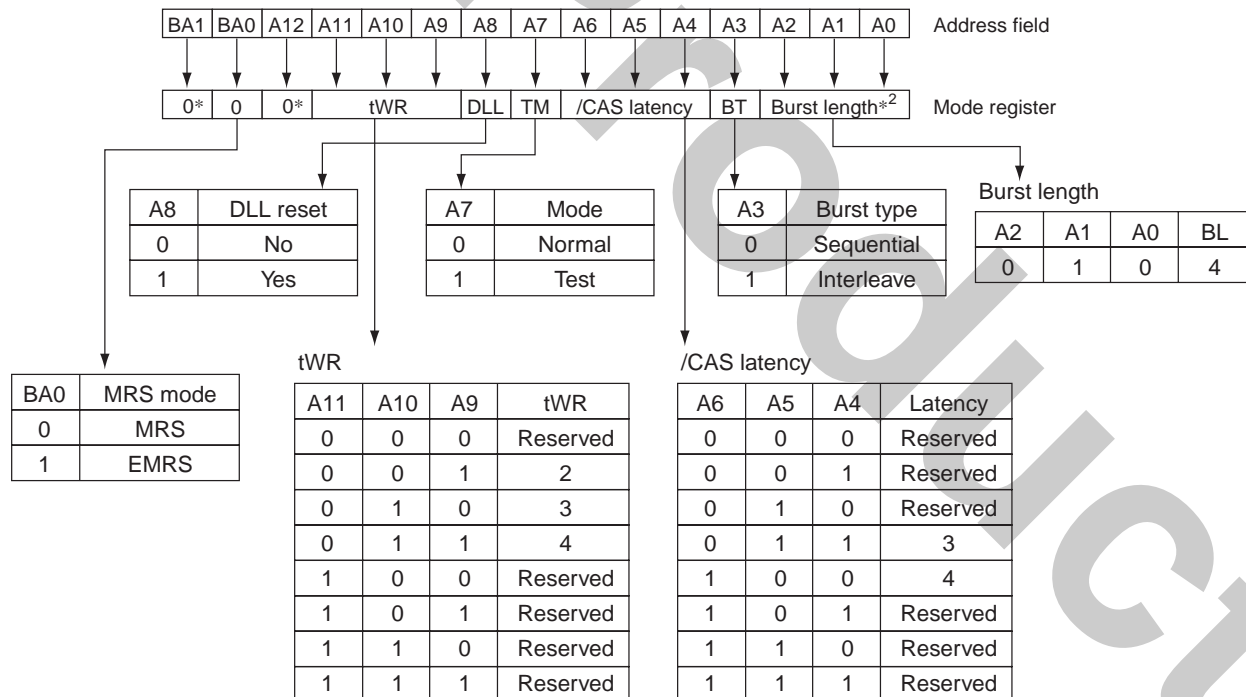 BA1 BA0 A12 A11 A10 A9 A8 A7 A6 A5 A4 A3 A2 A1 A0 Address field
0* 0 0* tWR DLL TM /CAS latency BT Burst length*2 Mode register
A8 DLL reset
0 No
1 Yes
A7 Mode
0 Normal
1 Test
A3 Burst type
0 Sequential
1 Interleave
Burst length
A2 A1 A0 BL
0 1 0 4
BA0 MRS mode
0 MRS
1 EMRS
tWR
A11 A10 A9 tWR
0 0 0 Reserved
0 0 1 2
0 1 0 3
0 1 1 4
1 0 0 Reserved
1 0 1 Reserved
1 1 0 Reserved
1 1 1 Reserved
/CAS latency
A6 A5 A4 Latency
0 0 0 Reserved
0 0 1 Reserved
0 1 0 Reserved
0 1 1 3
1 0 0 4
1 0 1 Reserved
1 1 0 Reserved
1 1 1 Reserved
roduct